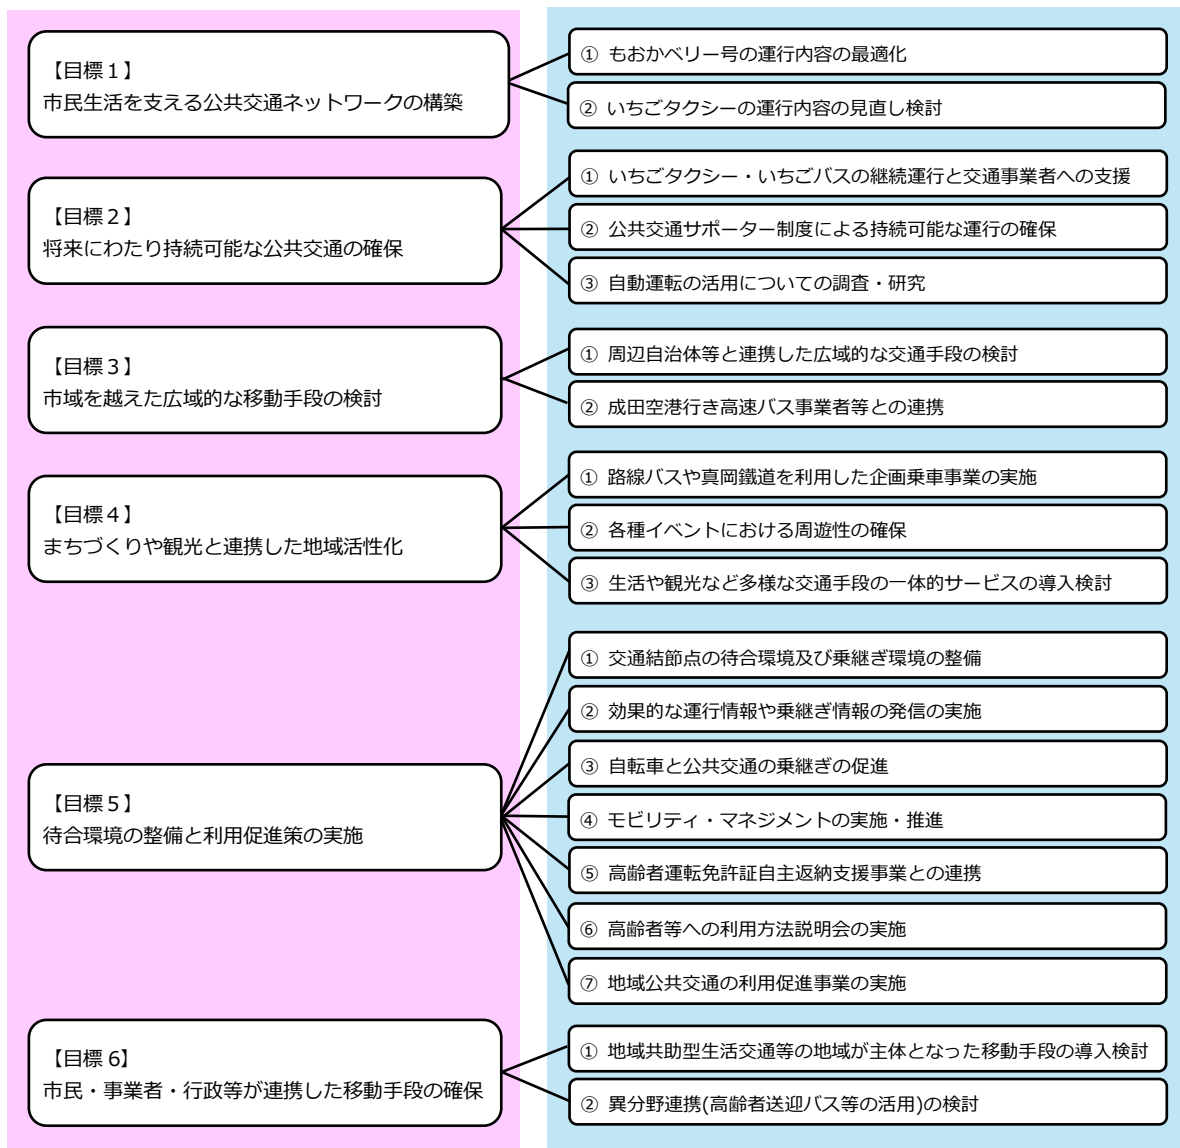 【目標１】
市民生活を支える公共交通ネットワークの構築
① もおかベリー号の運行内容の最適化
② いちごタクシーの運行内容の見直し検討
【目標２】
将来にわたり持続可能な公共交通の確保
① いちごタクシー・いちごバスの継続運行と交通事業者への支援
② 公共交通サポーター制度による持続可能な運行の確保
③ 自動運転の活用についての調査・研究
【目標３】
市域を越えた広域的な移動手段の検討
① 周辺自治体等と連携した広域的な交通手段の検討
② 成田空港行き高速バス事業者等との連携
【目標４】
まちづくりや観光と連携した地域活性化
① 路線バスや真岡鐵道を利用した企画乗車事業の実施
② 各種イベントにおける周遊性の確保
③ 生活や観光など多様な交通手段の一体的サービスの導入検討
【目標５】
待合環境の整備と利用促進策の実施
① 交通結節点の待合環境及び乗継ぎ環境の整備
② 効果的な運行情報や乗継ぎ情報の発信の実施
③ 自転車と公共交通の乗継ぎの促進
④ モビリティ・マネジメントの実施・推進
⑤ 高齢者運転免許証自主返納支援事業との連携
⑥ 高齢者等への利用方法説明会の実施
⑦ 地域公共交通の利用促進事業の実施
【目標 6】
市民・事業者・行政等が連携した移動手段の確保
① 地域共助型生活交通等の地域が主体となった移動手段の導入検討
② 異分野連携(高齢者送迎バス等の活用)の検討